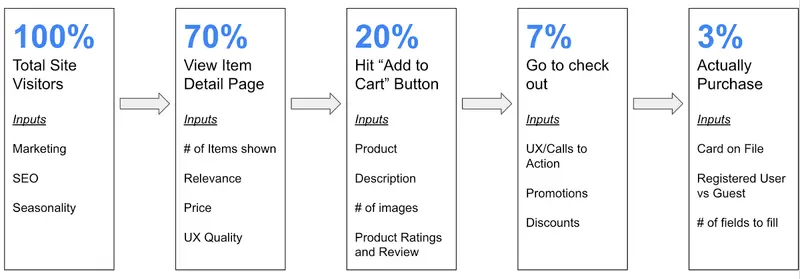 100%
Total Site
Visitors
Inputs
Marketing
SEO
Seasonality
70%
View Item
Detail Page
Inputs
# of Items shown
Relevance
Price
UX Quality
20%
Hit “Add to
Cart” Button
Inputs
Product
Description
# of images
Product Ratings
and Review
7%
Go to check
out
Inputs
UX/Calls to
Action
Promotions
Discounts
3%
Actually
Purchase
Inputs
Card on File
Registered User
vs Guest
# of fields to fill